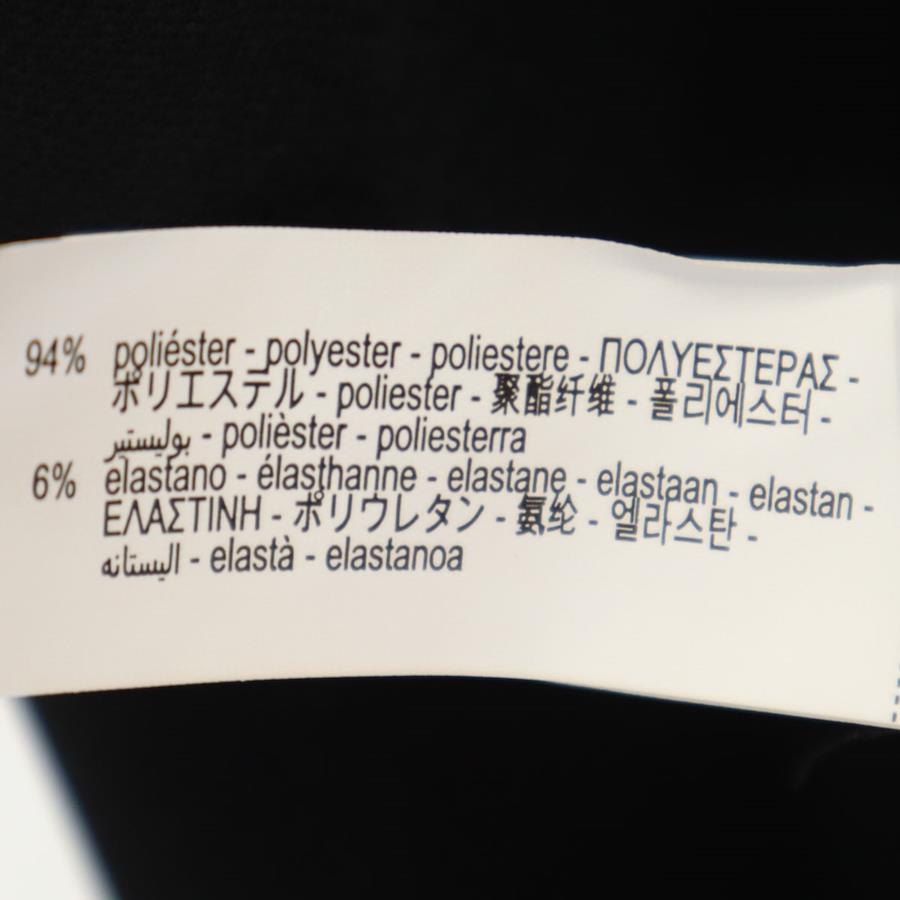 94% poliéster - polyester - poliestere - ΠΟΛΥΕΣΤΕΡΑΣ -
ポリエステル - poliester - 聚酯纤维 - 폴리에스터 -
بوليستير - polièster - poliesterra
6% elastano - élasthanne - elastane - elastaan - elastan -
ΕΛΑΣΤΙΝΗ - ポリウレタン - 氨纶 - 엘라스탄 -
اليستانه - elastà - elastanoa